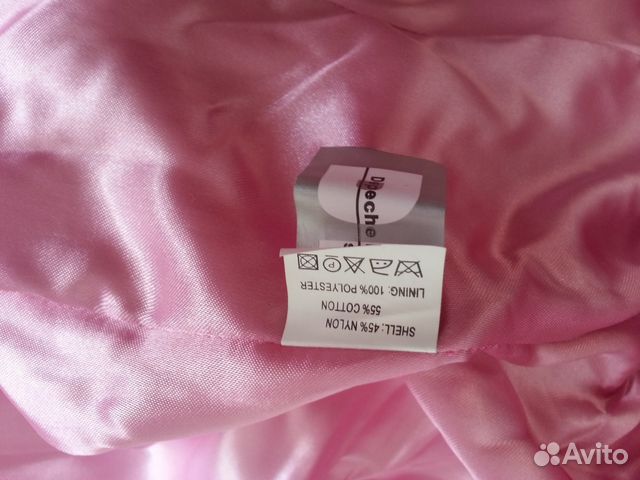 SHELL: 45% NYLON
55% COTTON
LINING: 100% POLYESTER
P
Avito